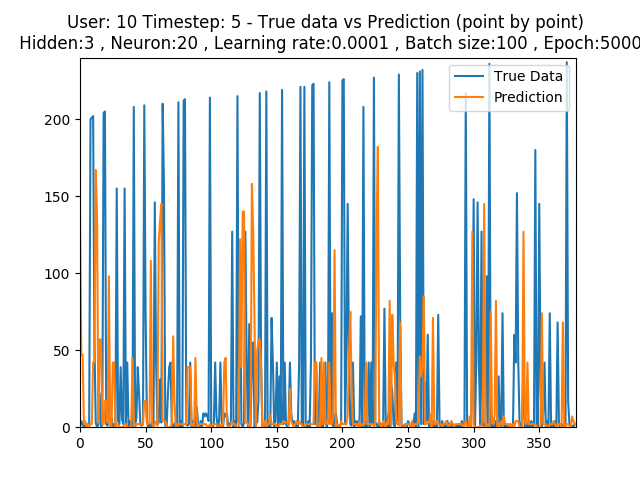 User: 10 Timestep: 5 - True data vs Prediction (point by point)
Hidden:3 , Neuron:20 , Learning rate:0.0001 , Batch size:100 , Epoch:5000
True Data
Prediction
200
150
100
50
0
0 50 100 150 200 250 300 350